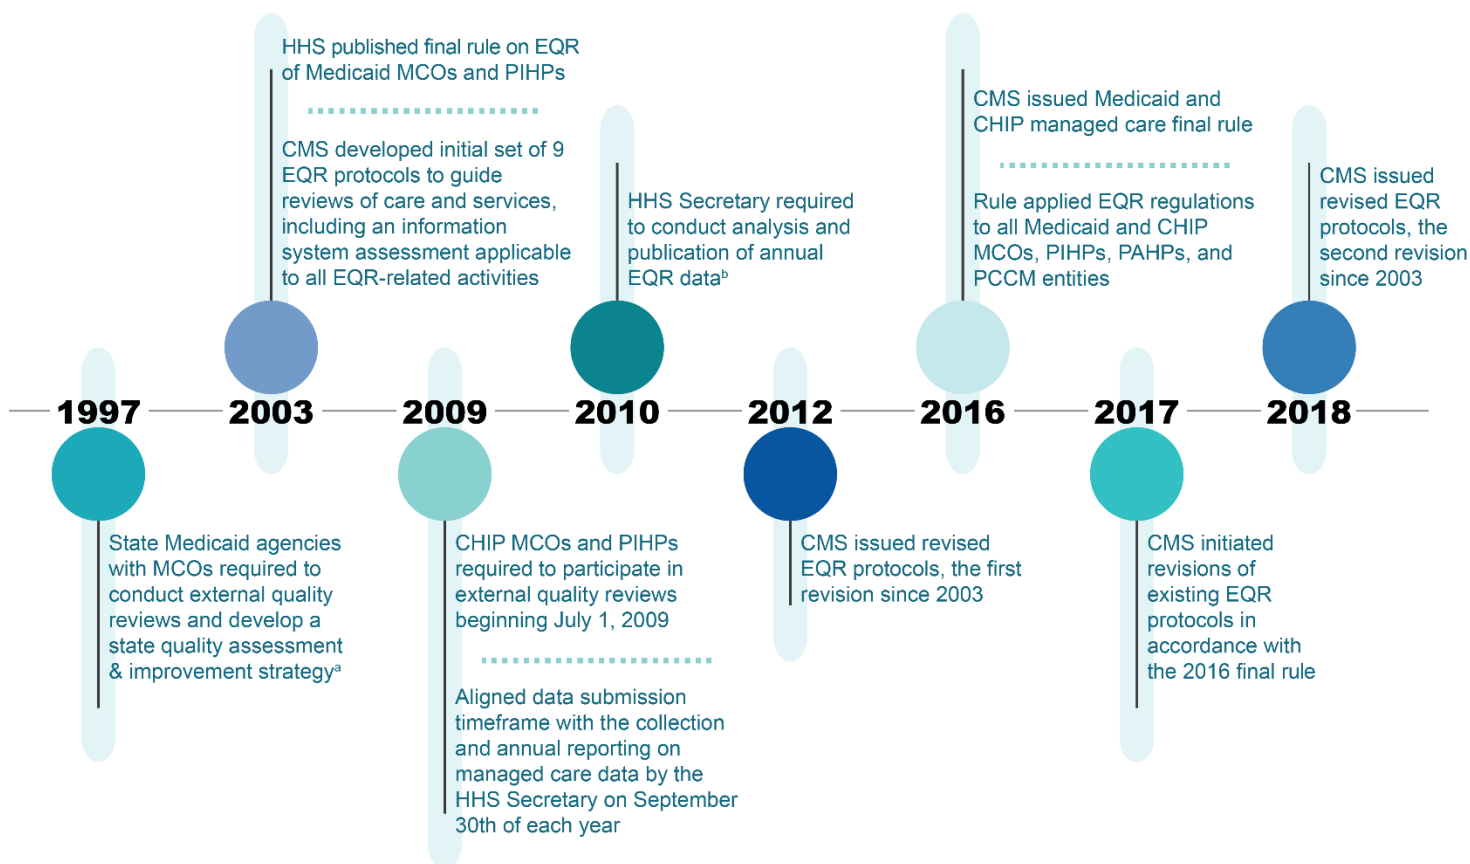 HHS published final rule on EQR
of Medicaid MCOs and PIHPs
CMS developed initial set of 9
EQR protocols to guide
reviews of care and services,
including an information
system assessment applicable
to all EQR-related activities
HHS Secretary required
to conduct analysis and
publication of annual
EQR dataᵇ
CMS issued Medicaid and
CHIP managed care final rule
Rule applied EQR regulations
to all Medicaid and CHIP
MCOs, PIHPs, PAHPs, and
PCCM entities
CMS issued
revised EQR
protocols, the
second revision
since 2003
1997
2003
2009
2010
2012
2016
2017
2018
State Medicaid agencies
with MCOs required to
conduct external quality
reviews and develop a
state quality assessment
& improvement strategyᵃ
CHIP MCOs and PIHPs
required to participate in
external quality reviews
beginning July 1, 2009
Aligned data submission
timeframe with the collection
and annual reporting on
managed care data by the
HHS Secretary on September
30th of each year
CMS issued revised
EQR protocols, the first
revision since 2003
CMS initiated
revisions of
existing EQR
protocols in
accordance with
the 2016 final rule